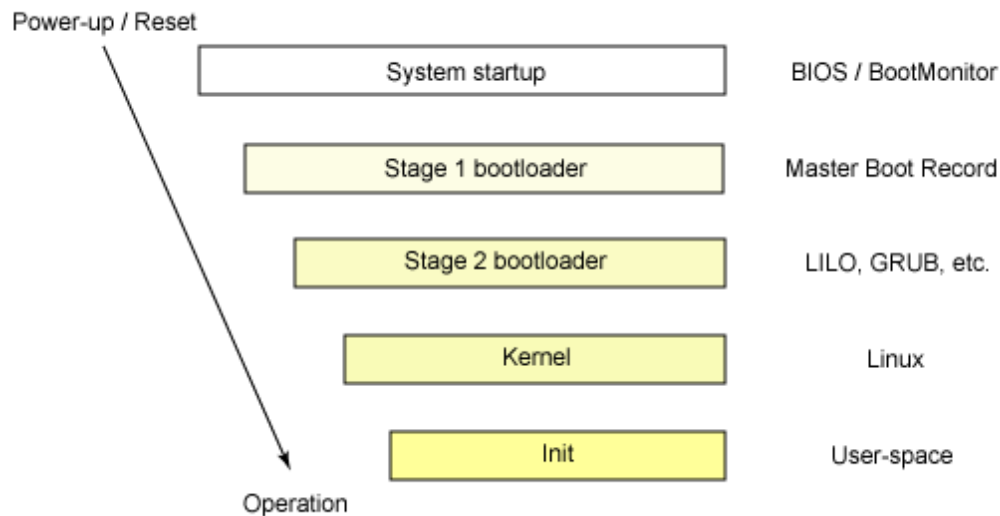 Power-up / Reset
System startup
BIOS / BootMonitor
Stage 1 bootloader
Master Boot Record
Stage 2 bootloader
LILO, GRUB, etc.
Kernel
Linux
Init
User-space
Operation